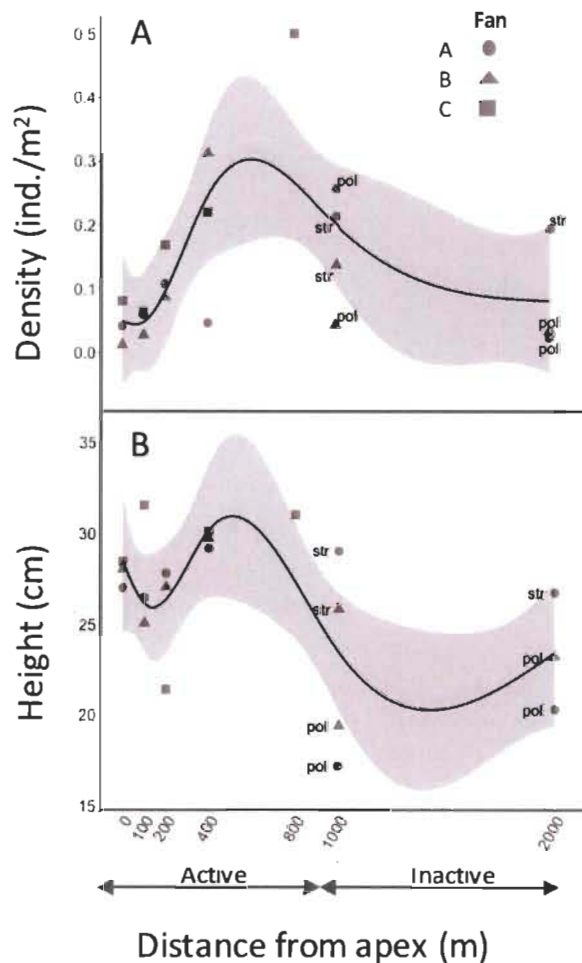 A
Fan
A
B
C
Density (ind./m²)
0.5
0.4
0.3
0.2
0.1
0.0
pol
str
str
pol
str
pol
pol
B
Height (cm)
35
30
25
20
15
str
str
pol
pol
str
pol
pol
0 100 200 400 800 1000 2000
Active Inactive
Distance from apex (m)